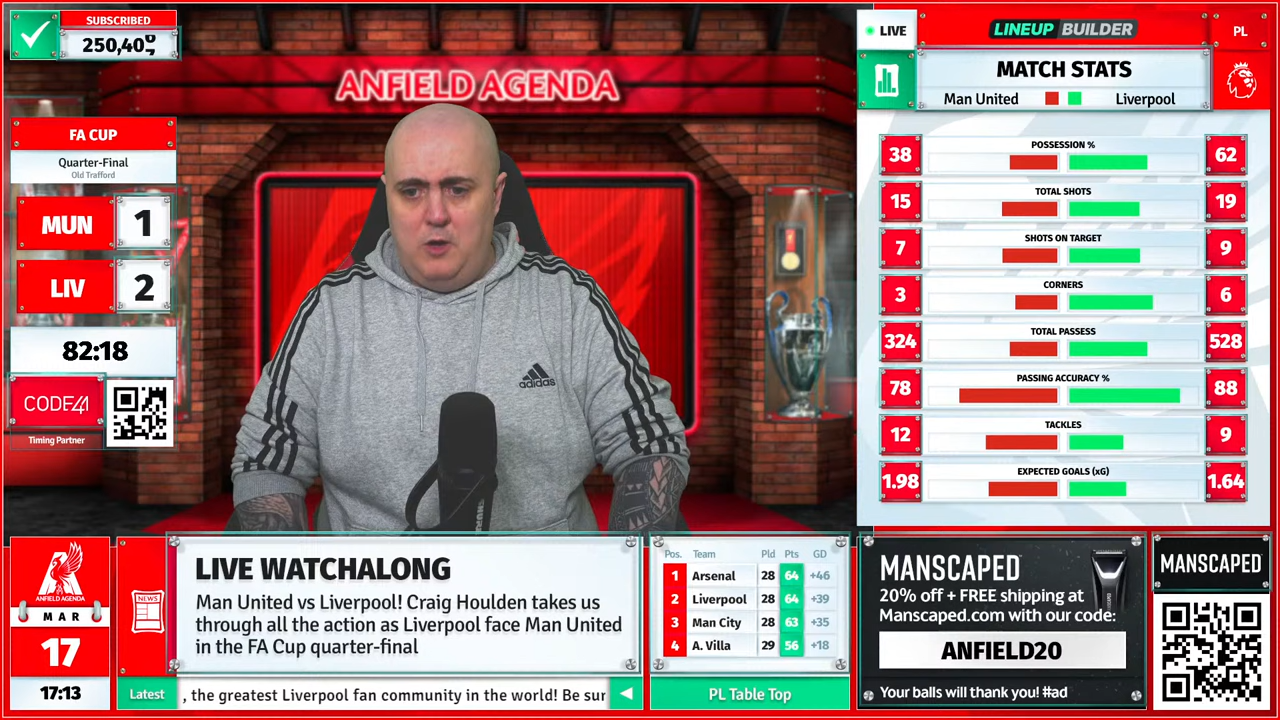 SUBSCRIBED
ANFIELD AGENDA
FA CUP
Quarter-Final
Old Trafford
MUN 1
LIV 2
82:18
CODE41
Timing Partner
adidas
LIVE
LINEUP BUILDER
PL
MATCH STATS
Man United Liverpool
POSSESSION %
38 62
TOTAL SHOTS
15 19
SHOTS ON TARGET
7 9
CORNERS
3 6
TOTAL PASSESS
324 528
PASSING ACCURACY %
78 88
TACKLES
12 9
EXPECTED GOALS (xG)
1.98 1.64
ANFIELD AGENDA
MAR
17
17:13
NEWS
LIVE WATCHALONG
Man United vs Liverpool! Craig Houlden takes us
through all the action as Liverpool face Man United
in the FA Cup quarter-final
Latest , the greatest Liverpool fan community in the world! Be sur
Pos. Team Pld Pts GD
1 Arsenal 28 64 +46
2 Liverpool 28 64 +39
3 Man City 28 63 +35
4 A. Villa 29 56 +18
PL Table Top
MANSCAPED
20% off + FREE shipping at
Manscaped.com with our code:
ANFIELD20
Your balls will thank you! #ad
MANSCAPED